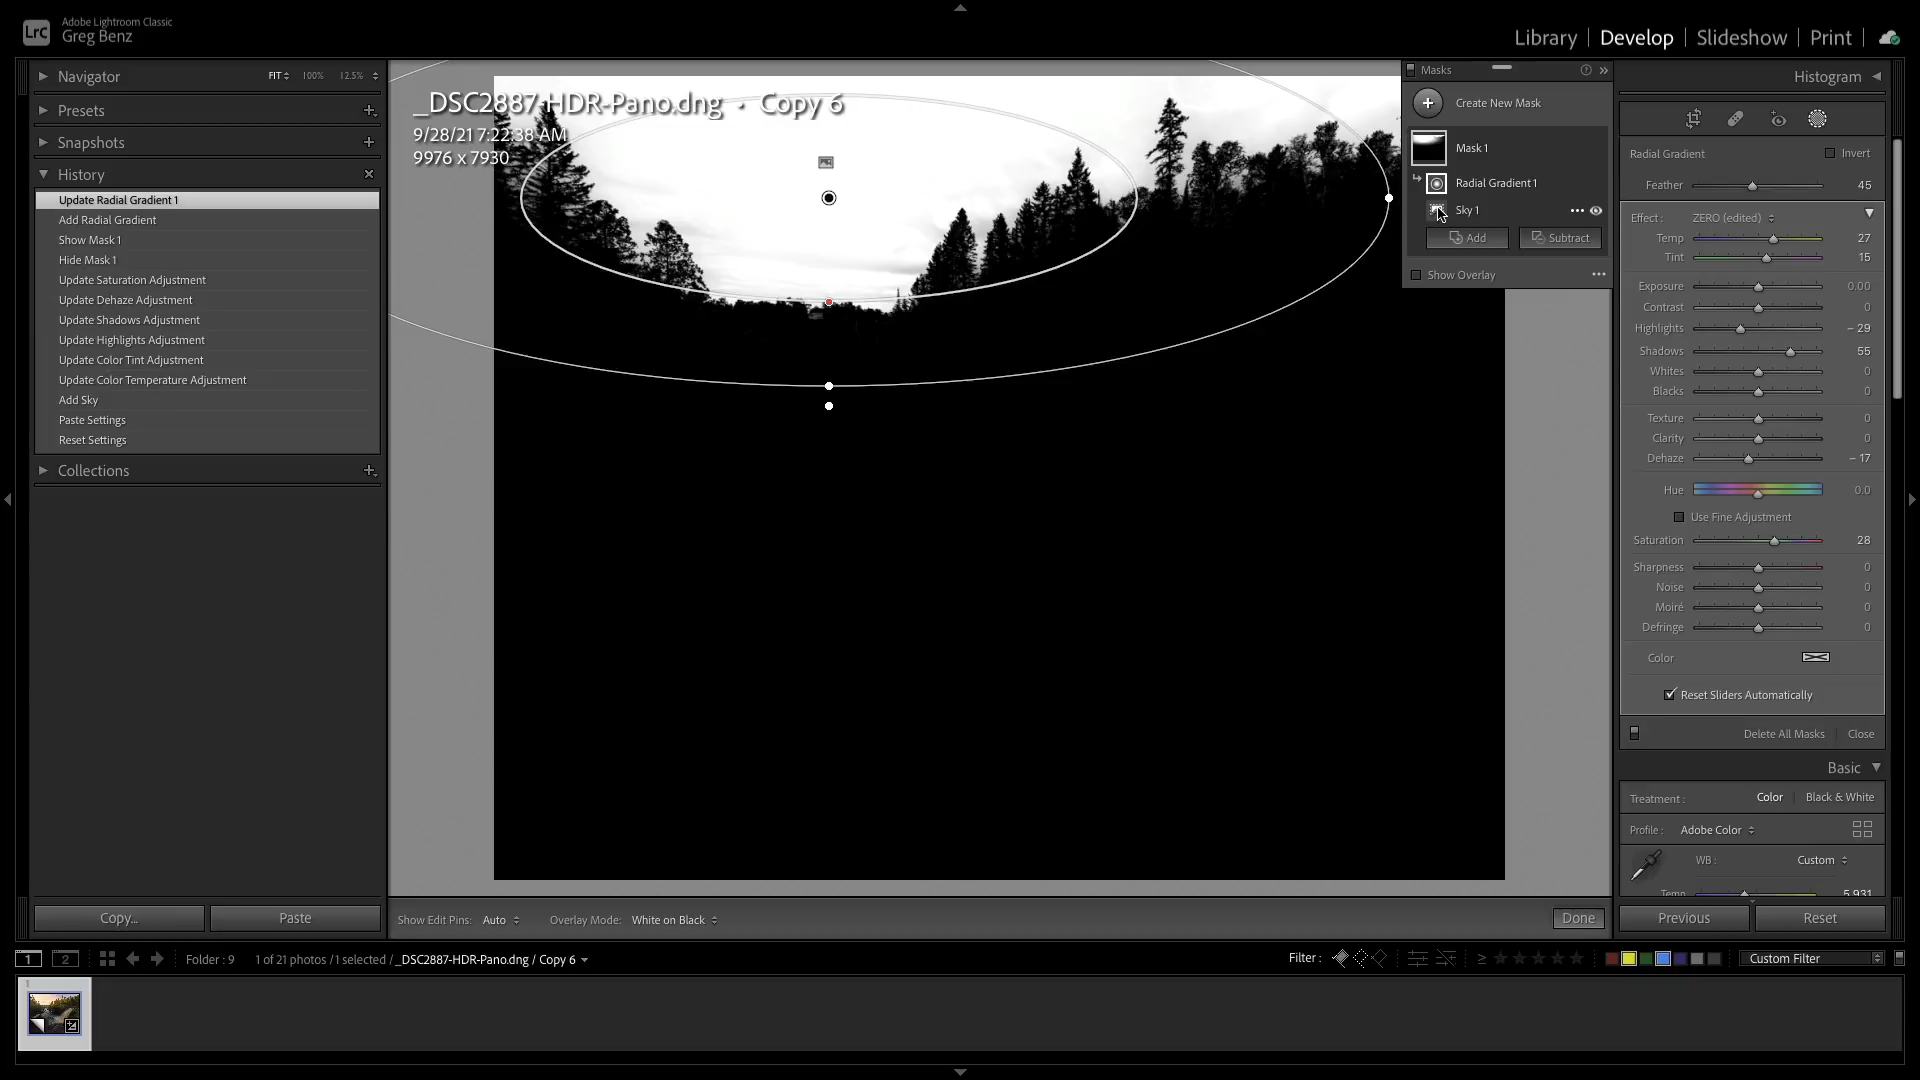 LrC
Adobe Lightroom Classic
Greg Benz
Library
Develop
Slideshow
Print
Navigator
FIT
100%
12.5%
Presets
Snapshots
History
Update Radial Gradient 1
Add Radial Gradient
Show Mask 1
Hide Mask 1
Update Saturation Adjustment
Update Dehaze Adjustment
Update Shadows Adjustment
Update Highlights Adjustment
Update Color Tint Adjustment
Update Color Temperature Adjustment
Add Sky
Paste Settings
Reset Settings
Collections
Copy...
Paste
_DSC2887-HDR-Pano.dng · Copy 6
9/28/21 7:22:38 AM
9976 x 7930
Masks
Create New Mask
Mask 1
Radial Gradient 1
Sky 1
Add
Subtract
Show Overlay
Histogram
Radial Gradient
Invert
Feather 45
Effect : ZERO (edited)
Temp 27
Tint 15
Exposure 0.00
Contrast 0
Highlights – 29
Shadows 55
Whites 0
Blacks 0
Texture 0
Clarity 0
Dehaze – 17
Hue 0.0
Use Fine Adjustment
Saturation 28
Sharpness 0
Noise 0
Moiré 0
Defringe 0
Color
Reset Sliders Automatically
Delete All Masks
Close
Basic
Treatment : Color Black & White
Profile : Adobe Color
WB : Custom
Temp 5,931
Previous
Reset
Show Edit Pins: Auto
Overlay Mode: White on Black
Done
1
2
Folder : 9
1 of 21 photos / 1 selected / _DSC2887-HDR-Pano.dng / Copy 6
Filter :
≥
Custom Filter
1